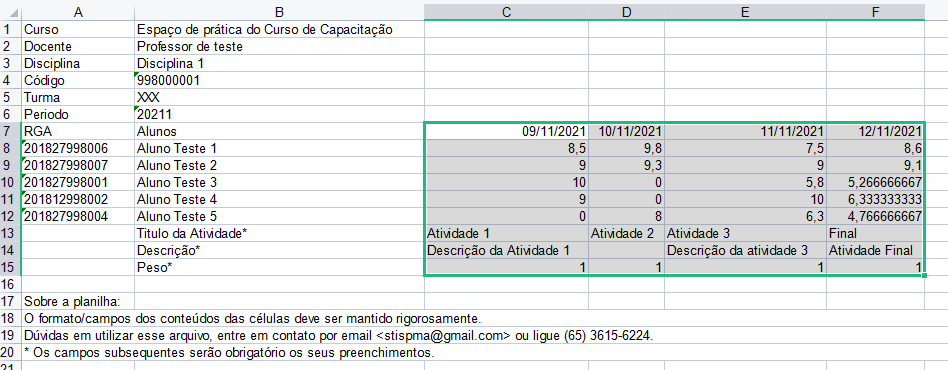 A B C D E F
1 Curso Espaço de prática do Curso de Capacitação
2 Docente Professor de teste
3 Disciplina Disciplina 1
4 Código 998000001
5 Turma XXX
6 Periodo 20211
7 RGA Alunos 09/11/2021 10/11/2021 11/11/2021 12/11/2021
8 201827998006 Aluno Teste 1 8,5 9,8 7,5 8,6
9 201827998007 Aluno Teste 2 9 9,3 9 9,1
10 201827998001 Aluno Teste 3 10 0 5,8 5,266666667
11 201812998002 Aluno Teste 4 9 0 10 6,333333333
12 201827998004 Aluno Teste 5 0 8 6,3 4,766666667
13 Titulo da Atividade* Atividade 1 Atividade 2 Atividade 3 Final
14 Descrição* Descrição da Atividade 1 Descrição da atividade 3 Atividade Final
15 Peso* 1 1 1 1
16
17 Sobre a planilha:
18 O formato/campos dos conteúdos das células deve ser mantido rigorosamente.
19 Dúvidas em utilizar esse arquivo, entre em contato por email <stispma@gmail.com> ou ligue (65) 3615-6224.
20 * Os campos subsequentes serão obrigatório os seus preenchimentos.
21